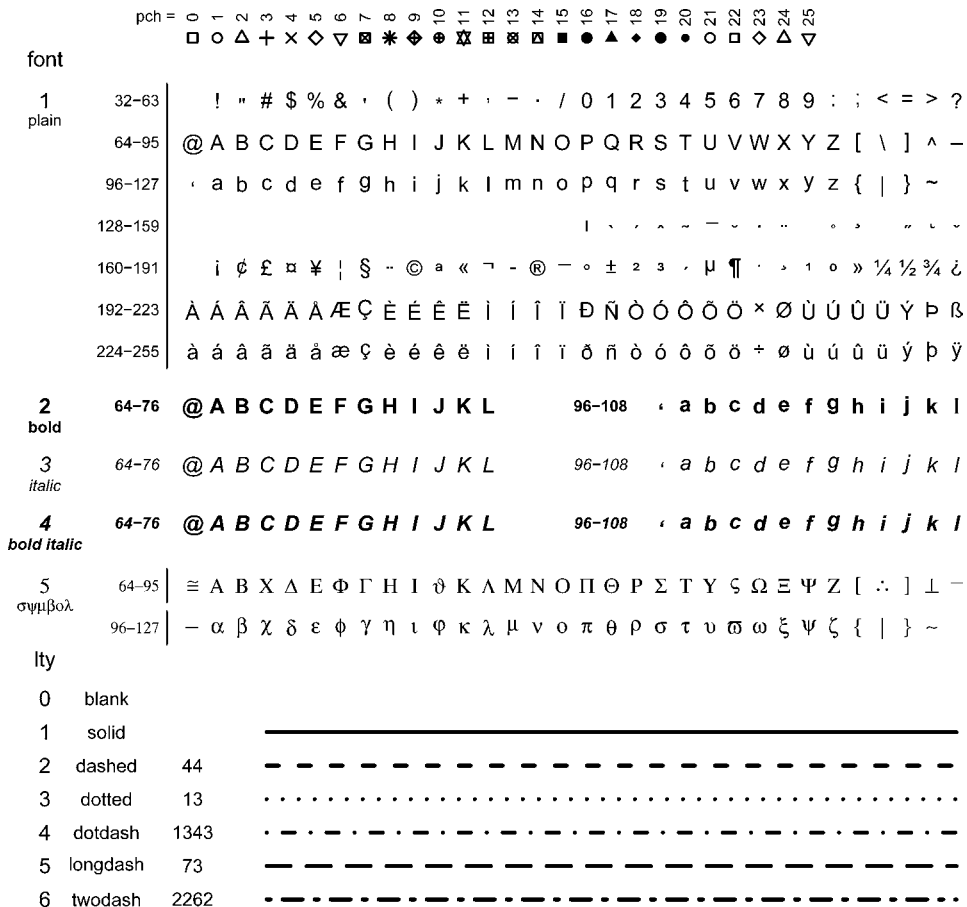 pch = 0 1 2 3 4 5 6 7 8 9 10 11 12 13 14 15 16 17 18 19 20 21 22 23 24 25
font
1 32−63 ! " # $ % & ' ( ) * + , − . / 0 1 2 3 4 5 6 7 8 9 : ; < = > ?
plain
64−95 @ A B C D E F G H I J K L M N O P Q R S T U V W X Y Z [ \ ] ^ _
96−127 ‘ a b c d e f g h i j k l m n o p q r s t u v w x y z { | } ~
128−159 ı ` ´ ˆ ˜ ¯ ˘ ˙ ¨ ˚ ¸ ˝ ˛ ˇ
160−191 ¡ ¢ £ ¤ ¥ ¦ § ¨ © ª « ¬ - ® ¯ ° ± ² ³ ´ µ ¶ · ¸ ¹ º » ¼ ½ ¾ ¿
192−223 À Á Â Ã Ä Å Æ Ç È É Ê Ë Ì Í Î Ï Ð Ñ Ò Ó Ô Õ Ö × Ø Ù Ú Û Ü Ý Þ ß
224−255 à á â ã ä å æ ç è é ê ë ì í î ï ð ñ ò ó ô õ ö ÷ ø ù ú û ü ý þ ÿ
2 64−76 @ A B C D E F G H I J K L 96−108 ‘ a b c d e f g h i j k l
bold
3 64−76 @ A B C D E F G H I J K L 96−108 ‘ a b c d e f g h i j k l
italic
4 64−76 @ A B C D E F G H I J K L 96−108 ‘ a b c d e f g h i j k l
bold italic
5 64−95 ≅ Α Β Χ Δ Ε Φ Γ Η Ι ϑ Κ Λ Μ Ν Ο Π Θ Ρ Σ Τ Υ ς Ω Ξ Ψ Ζ [ ∴ ] ⊥ _
σψμβολ
96−127 − α β χ δ ε φ γ η ι ϕ κ λ μ ν ο π θ ρ σ τ υ ϖ ω ξ ψ ζ { | } ~
lty
0 blank
1 solid
2 dashed 44
3 dotted 13
4 dotdash 1343
5 longdash 73
6 twodash 2262